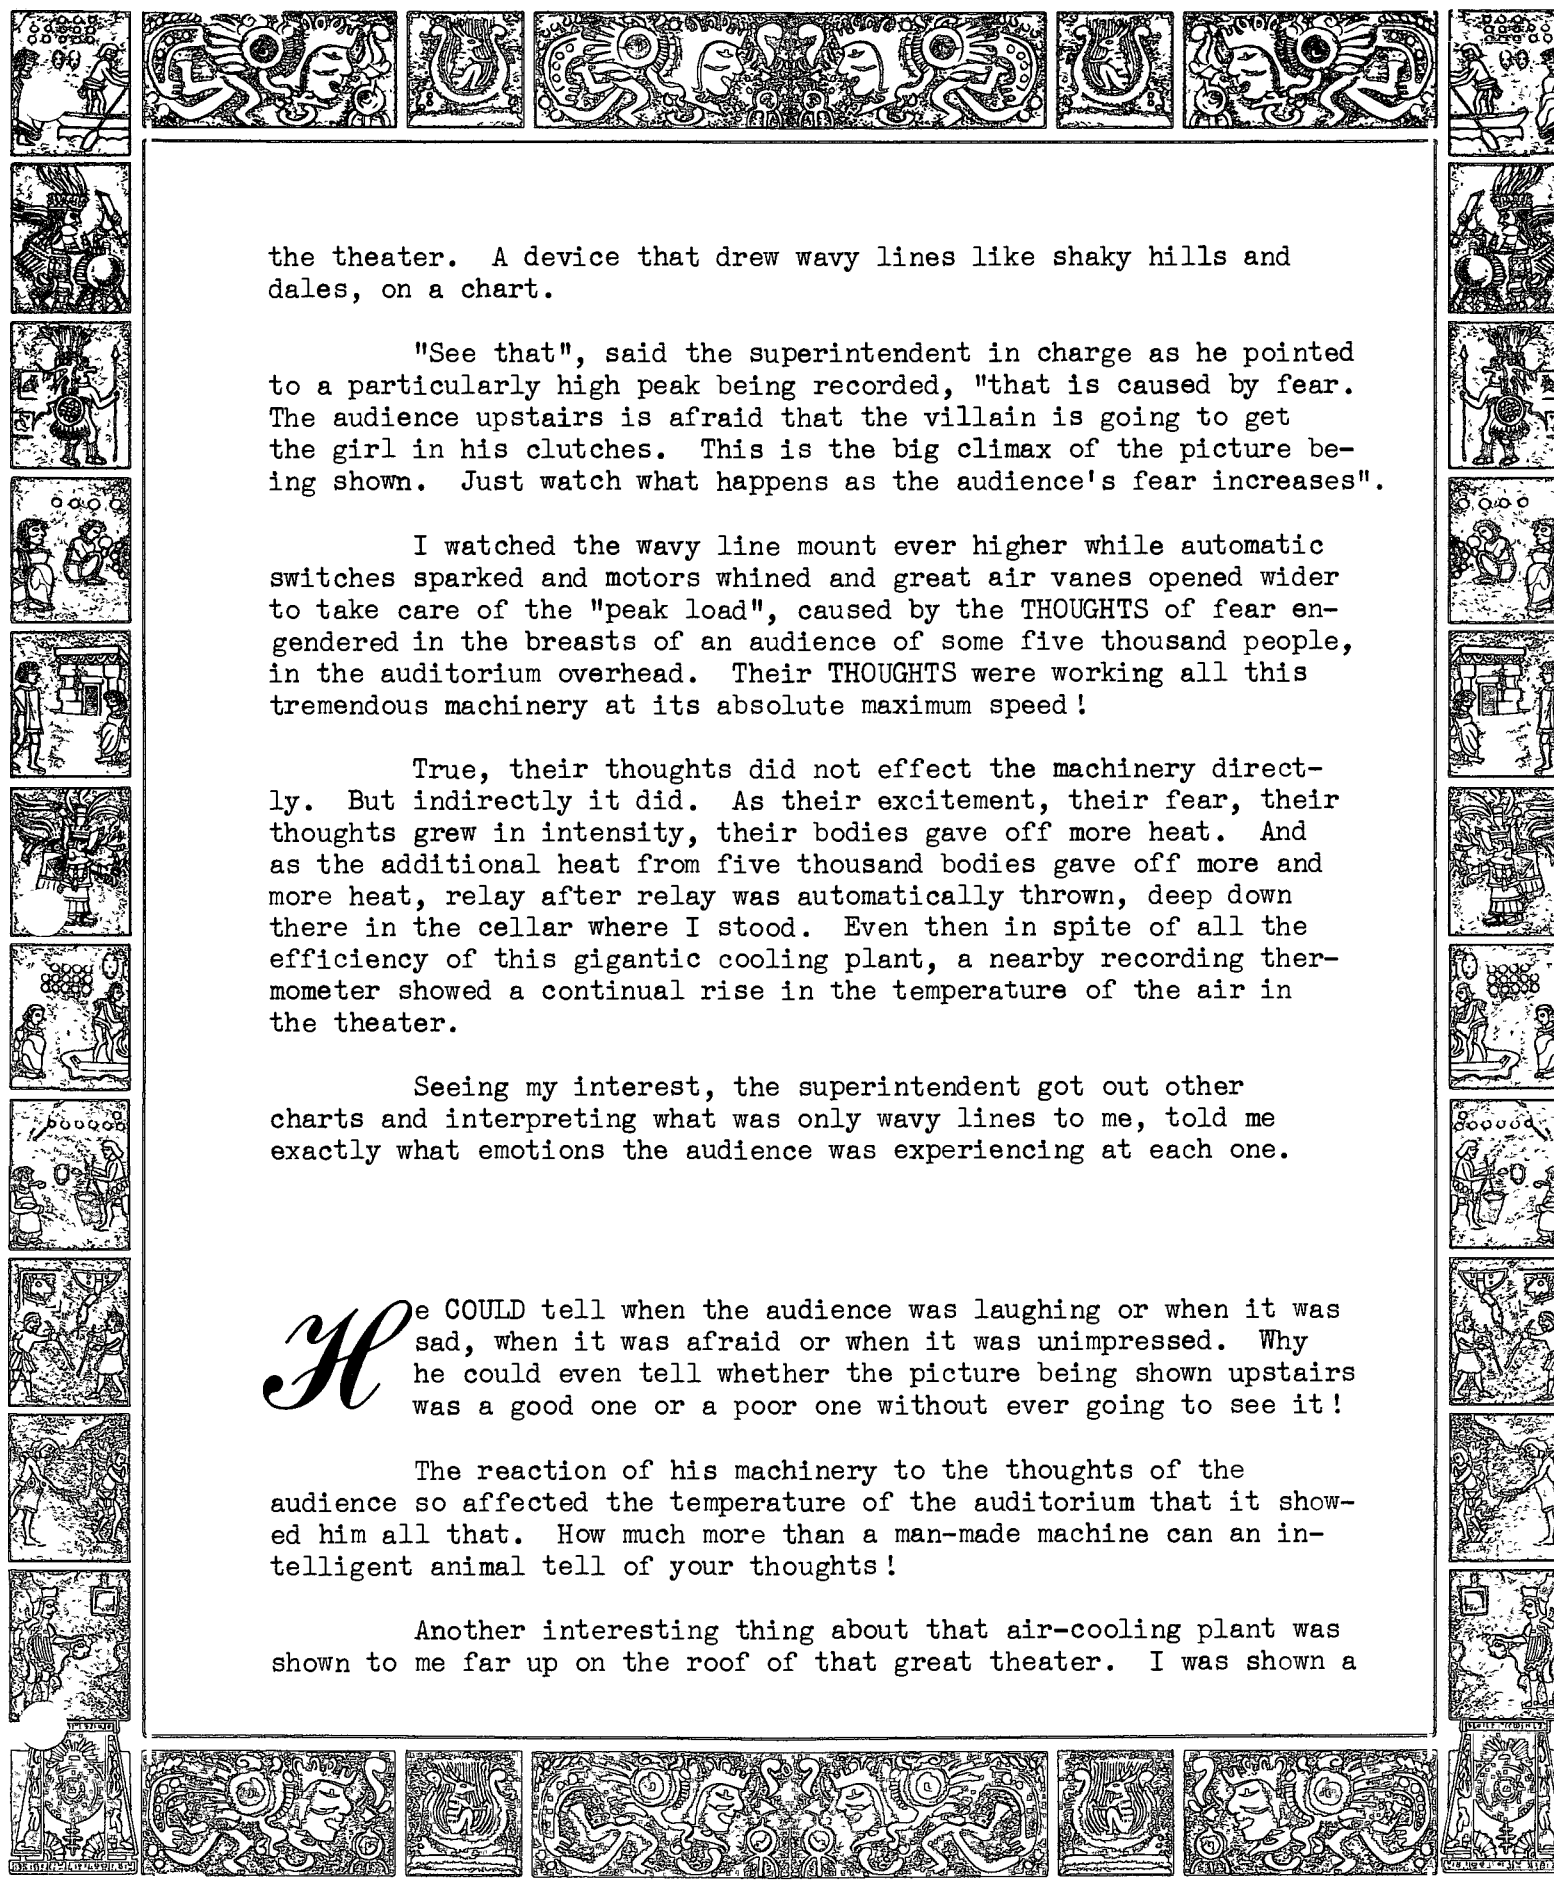 the theater.  A device that drew wavy lines like shaky hills and
dales, on a chart.

"See that", said the superintendent in charge as he pointed
to a particularly high peak being recorded, "that is caused by fear.
The audience upstairs is afraid that the villain is going to get
the girl in his clutches.  This is the big climax of the picture be-
ing shown.  Just watch what happens as the audience's fear increases".

I watched the wavy line mount ever higher while automatic
switches sparked and motors whined and great air vanes opened wider
to take care of the "peak load", caused by the THOUGHTS of fear en-
gendered in the breasts of an audience of some five thousand people,
in the auditorium overhead.  Their THOUGHTS were working all this
tremendous machinery at its absolute maximum speed!

True, their thoughts did not effect the machinery direct-
ly.  But indirectly it did.  As their excitement, their fear, their
thoughts grew in intensity, their bodies gave off more heat.  And
as the additional heat from five thousand bodies gave off more and
more heat, relay after relay was automatically thrown, deep down
there in the cellar where I stood.  Even then in spite of all the
efficiency of this gigantic cooling plant, a nearby recording ther-
mometer showed a continual rise in the temperature of the air in
the theater.

Seeing my interest, the superintendent got out other
charts and interpreting what was only wavy lines to me, told me
exactly what emotions the audience was experiencing at each one.

He COULD tell when the audience was laughing or when it was
sad, when it was afraid or when it was unimpressed.  Why
he could even tell whether the picture being shown upstairs
was a good one or a poor one without ever going to see it!

The reaction of his machinery to the thoughts of the
audience so affected the temperature of the auditorium that it show-
ed him all that.  How much more than a man-made machine can an in-
telligent animal tell of your thoughts!

Another interesting thing about that air-cooling plant was
shown to me far up on the roof of that great theater.  I was shown a